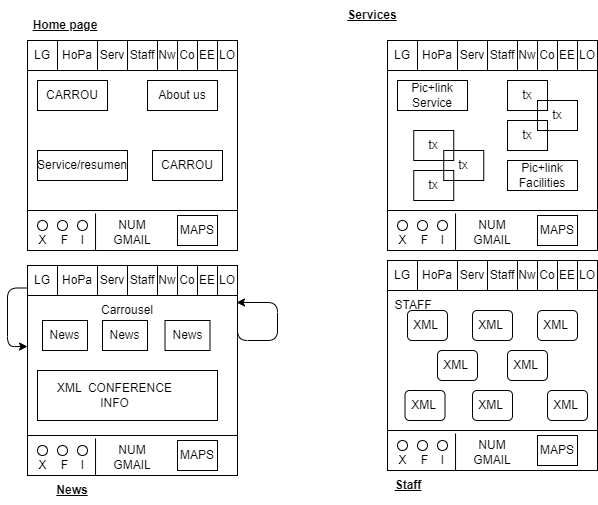 Home page
LG HoPa Serv Staff Nw Co EE LO
CARROU
About us
Service/resumen
CARROU
X F I
NUM
GMAIL
MAPS
Services
LG HoPa Serv Staff Nw Co EE LO
Pic+link
Service
tx
tx
tx
tx
tx
tx
Pic+link
Facilities
X F I
NUM
GMAIL
MAPS
LG HoPa Serv Staff Nw Co EE LO
Carrousel
News News News
XML CONFERENCE
INFO
X F I
NUM
GMAIL
MAPS
News
LG HoPa Serv Staff Nw Co EE LO
STAFF
XML XML XML
XML XML
XML XML XML
X F I
NUM
GMAIL
MAPS
Staff